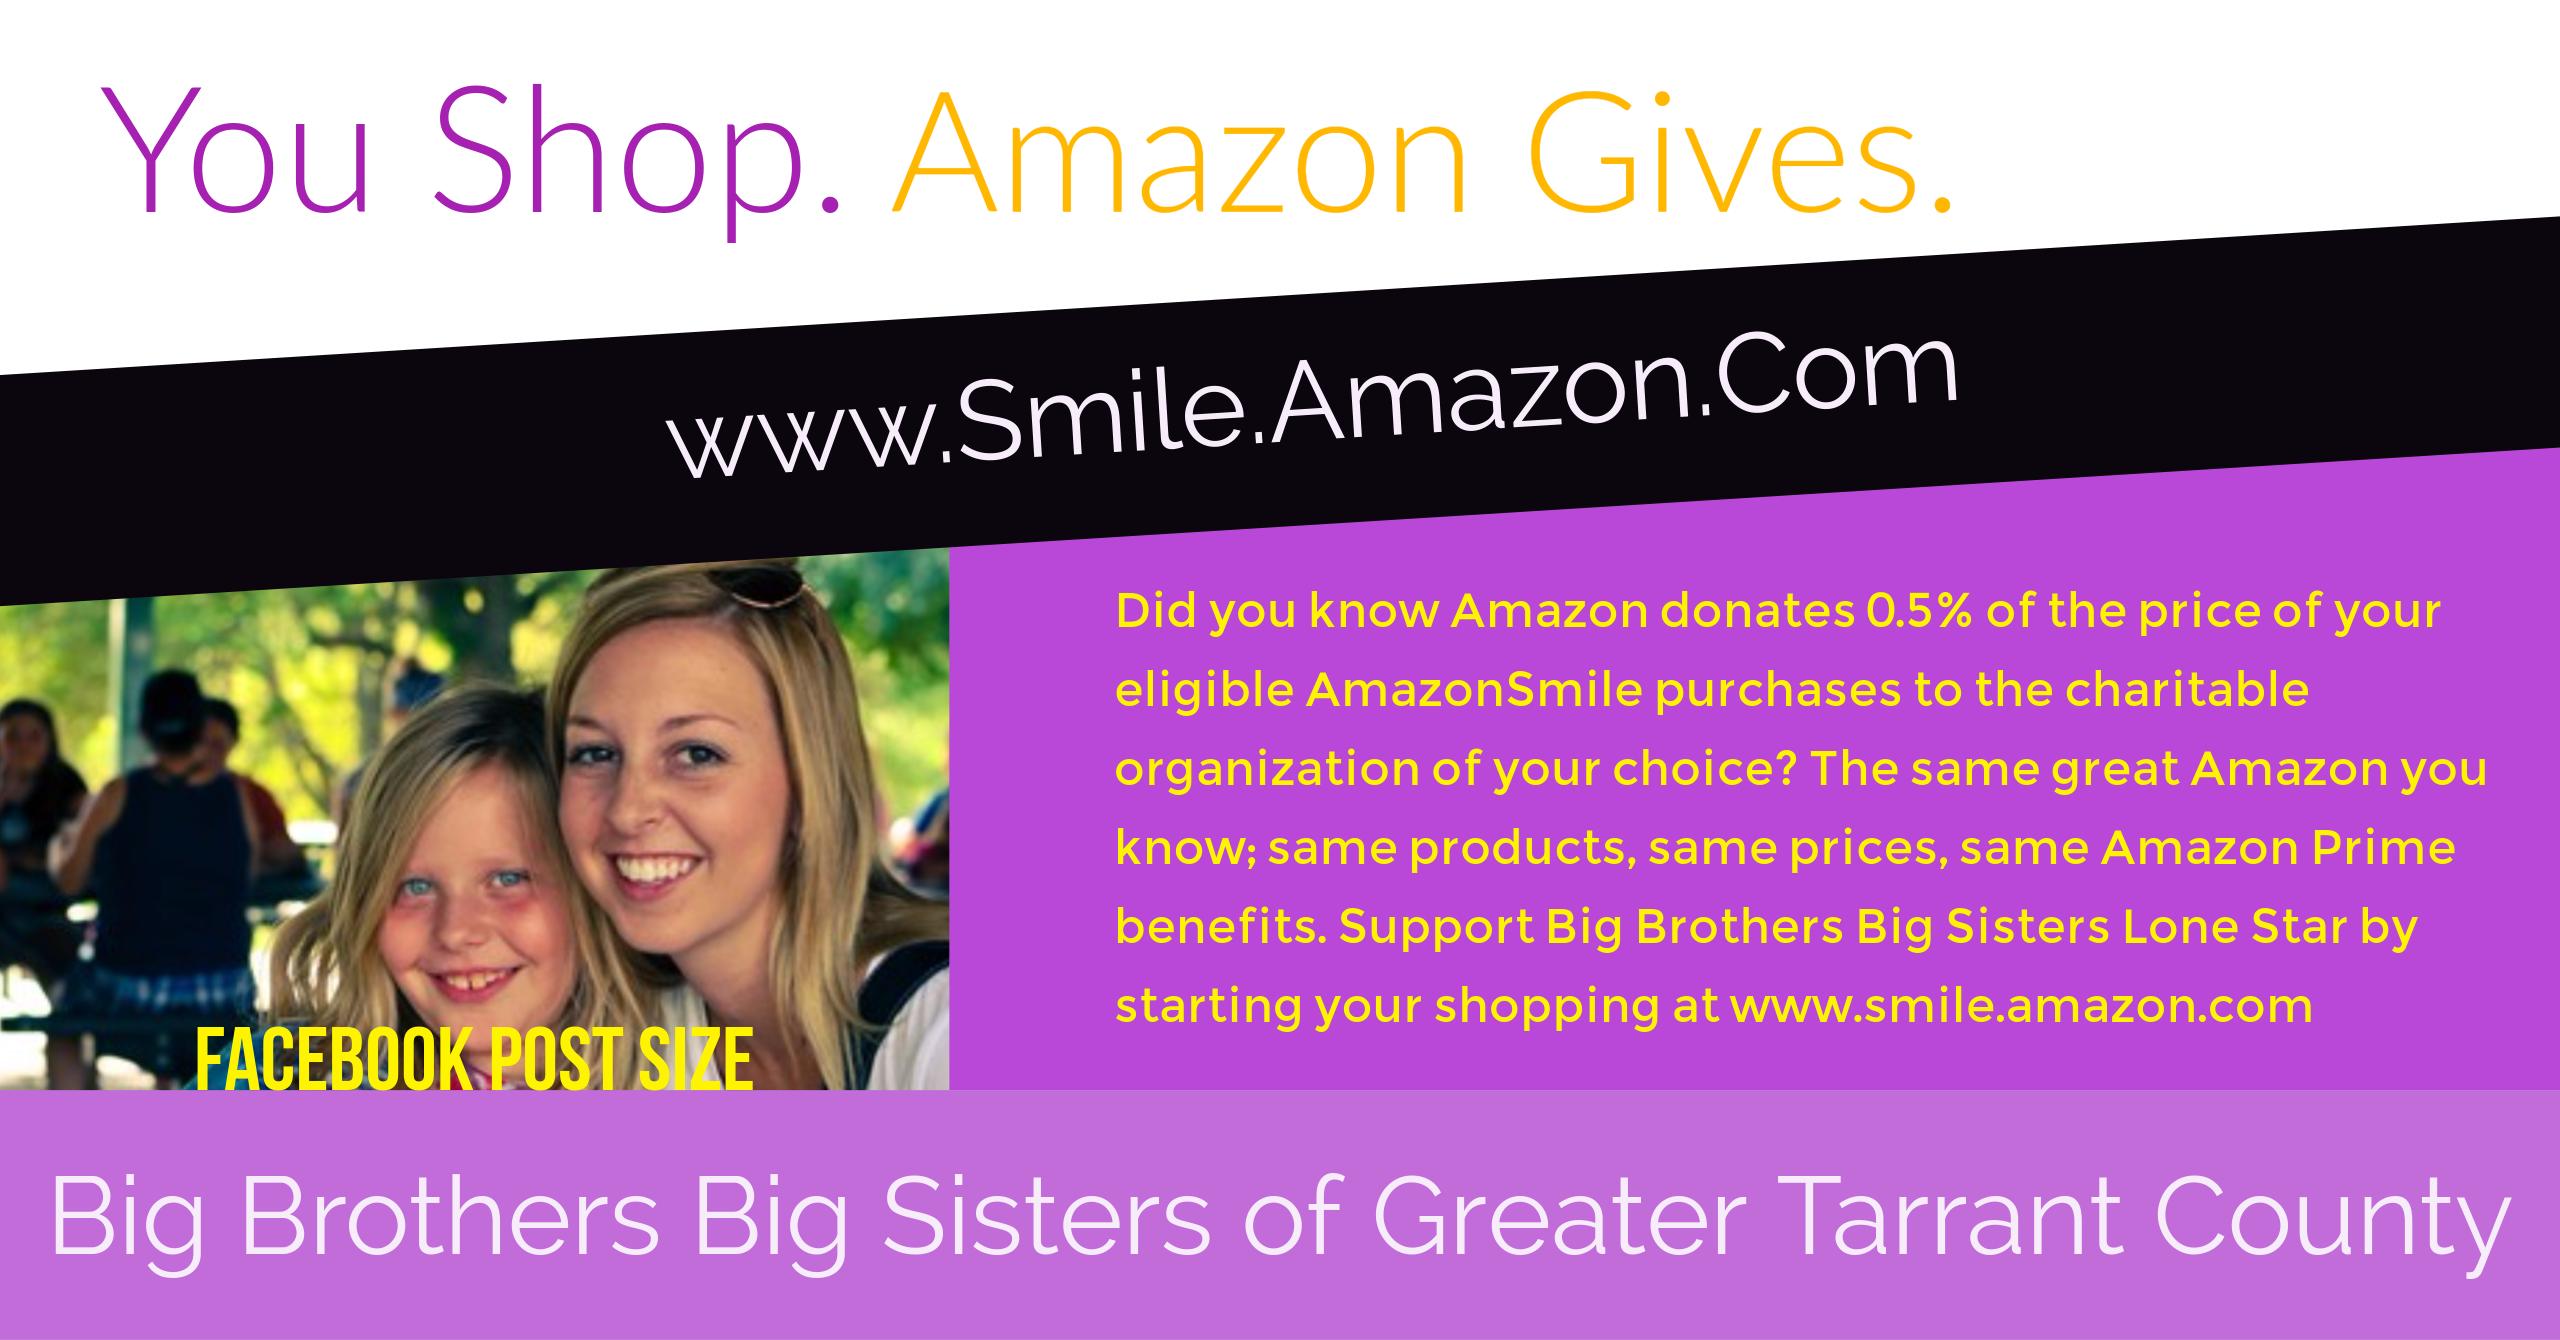 You Shop. Amazon Gives.
www.Smile.Amazon.Com
Did you know Amazon donates 0.5% of the price of your
eligible AmazonSmile purchases to the charitable
organization of your choice? The same great Amazon you
know; same products, same prices, same Amazon Prime
benefits. Support Big Brothers Big Sisters Lone Star by
starting your shopping at www.smile.amazon.com
FACEBOOK POST SIZE
Big Brothers Big Sisters of Greater Tarrant County